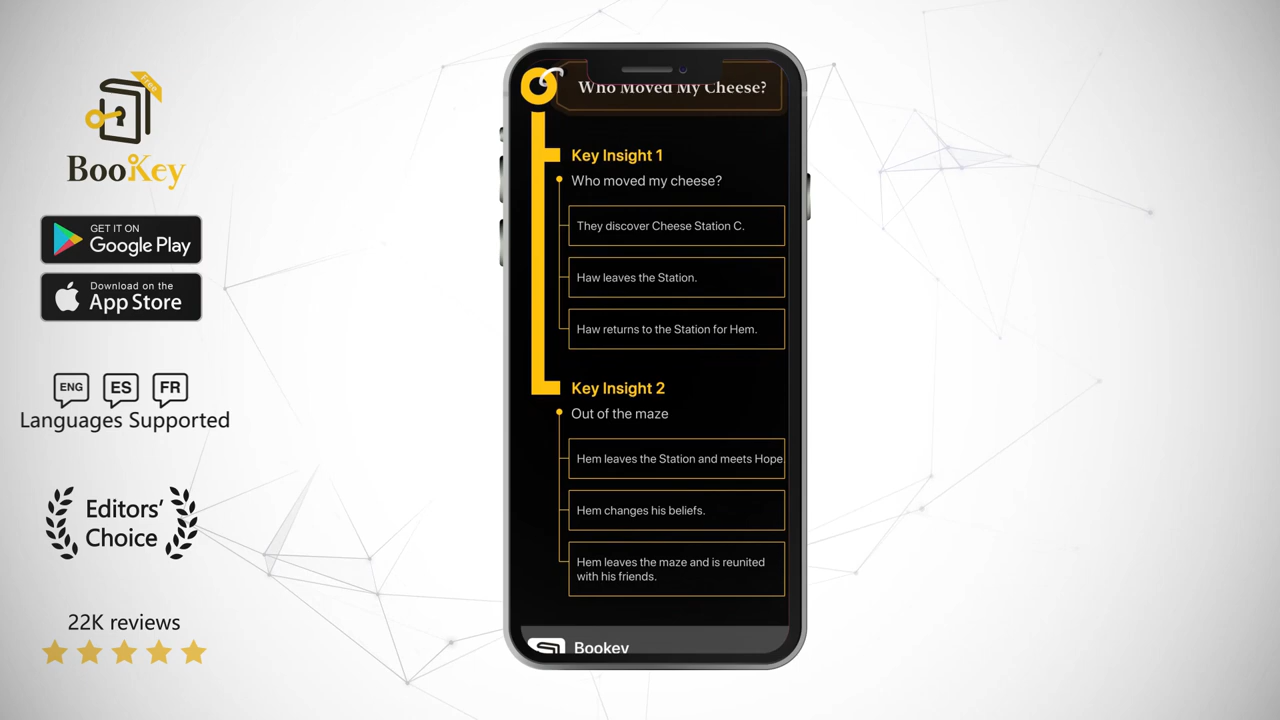 Free
BooKey
GET IT ON
Google Play
Download on the
App Store
ENG ES FR
Languages Supported
Editors’
Choice
22K reviews
Who Moved My Cheese?
Key Insight 1
Who moved my cheese?
They discover Cheese Station C.
Haw leaves the Station.
Haw returns to the Station for Hem.
Key Insight 2
Out of the maze
Hem leaves the Station and meets Hope.
Hem changes his beliefs.
Hem leaves the maze and is reunited
with his friends.
Bookey